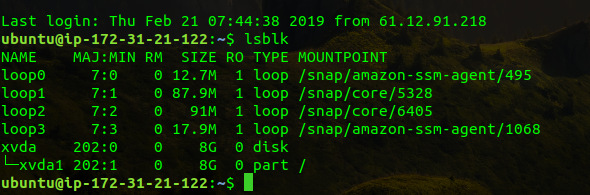 Last login: Thu Feb 21 07:44:38 2019 from 61.12.91.218
ubuntu@ip-172-31-21-122:~$ lsblk
NAME    MAJ:MIN RM  SIZE RO TYPE MOUNTPOINT
loop0     7:0    0 12.7M  1 loop /snap/amazon-ssm-agent/495
loop1     7:1    0 87.9M  1 loop /snap/core/5328
loop2     7:2    0   91M  1 loop /snap/core/6405
loop3     7:3    0 17.9M  1 loop /snap/amazon-ssm-agent/1068
xvda    202:0    0    8G  0 disk
└─xvda1 202:1    0    8G  0 part /
ubuntu@ip-172-31-21-122:~$